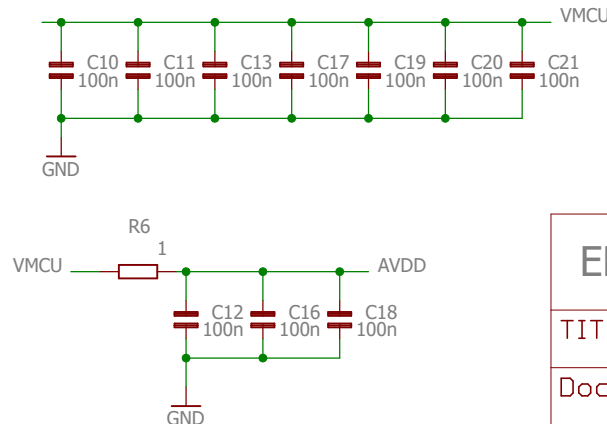 VMCU
C10 C11 C13 C17 C19 C20 C21
100n 100n 100n 100n 100n 100n 100n
GND
R6
1
VMCU AVDD
C12 C16 C18
100n 100n 100n
GND
TIT
Doc